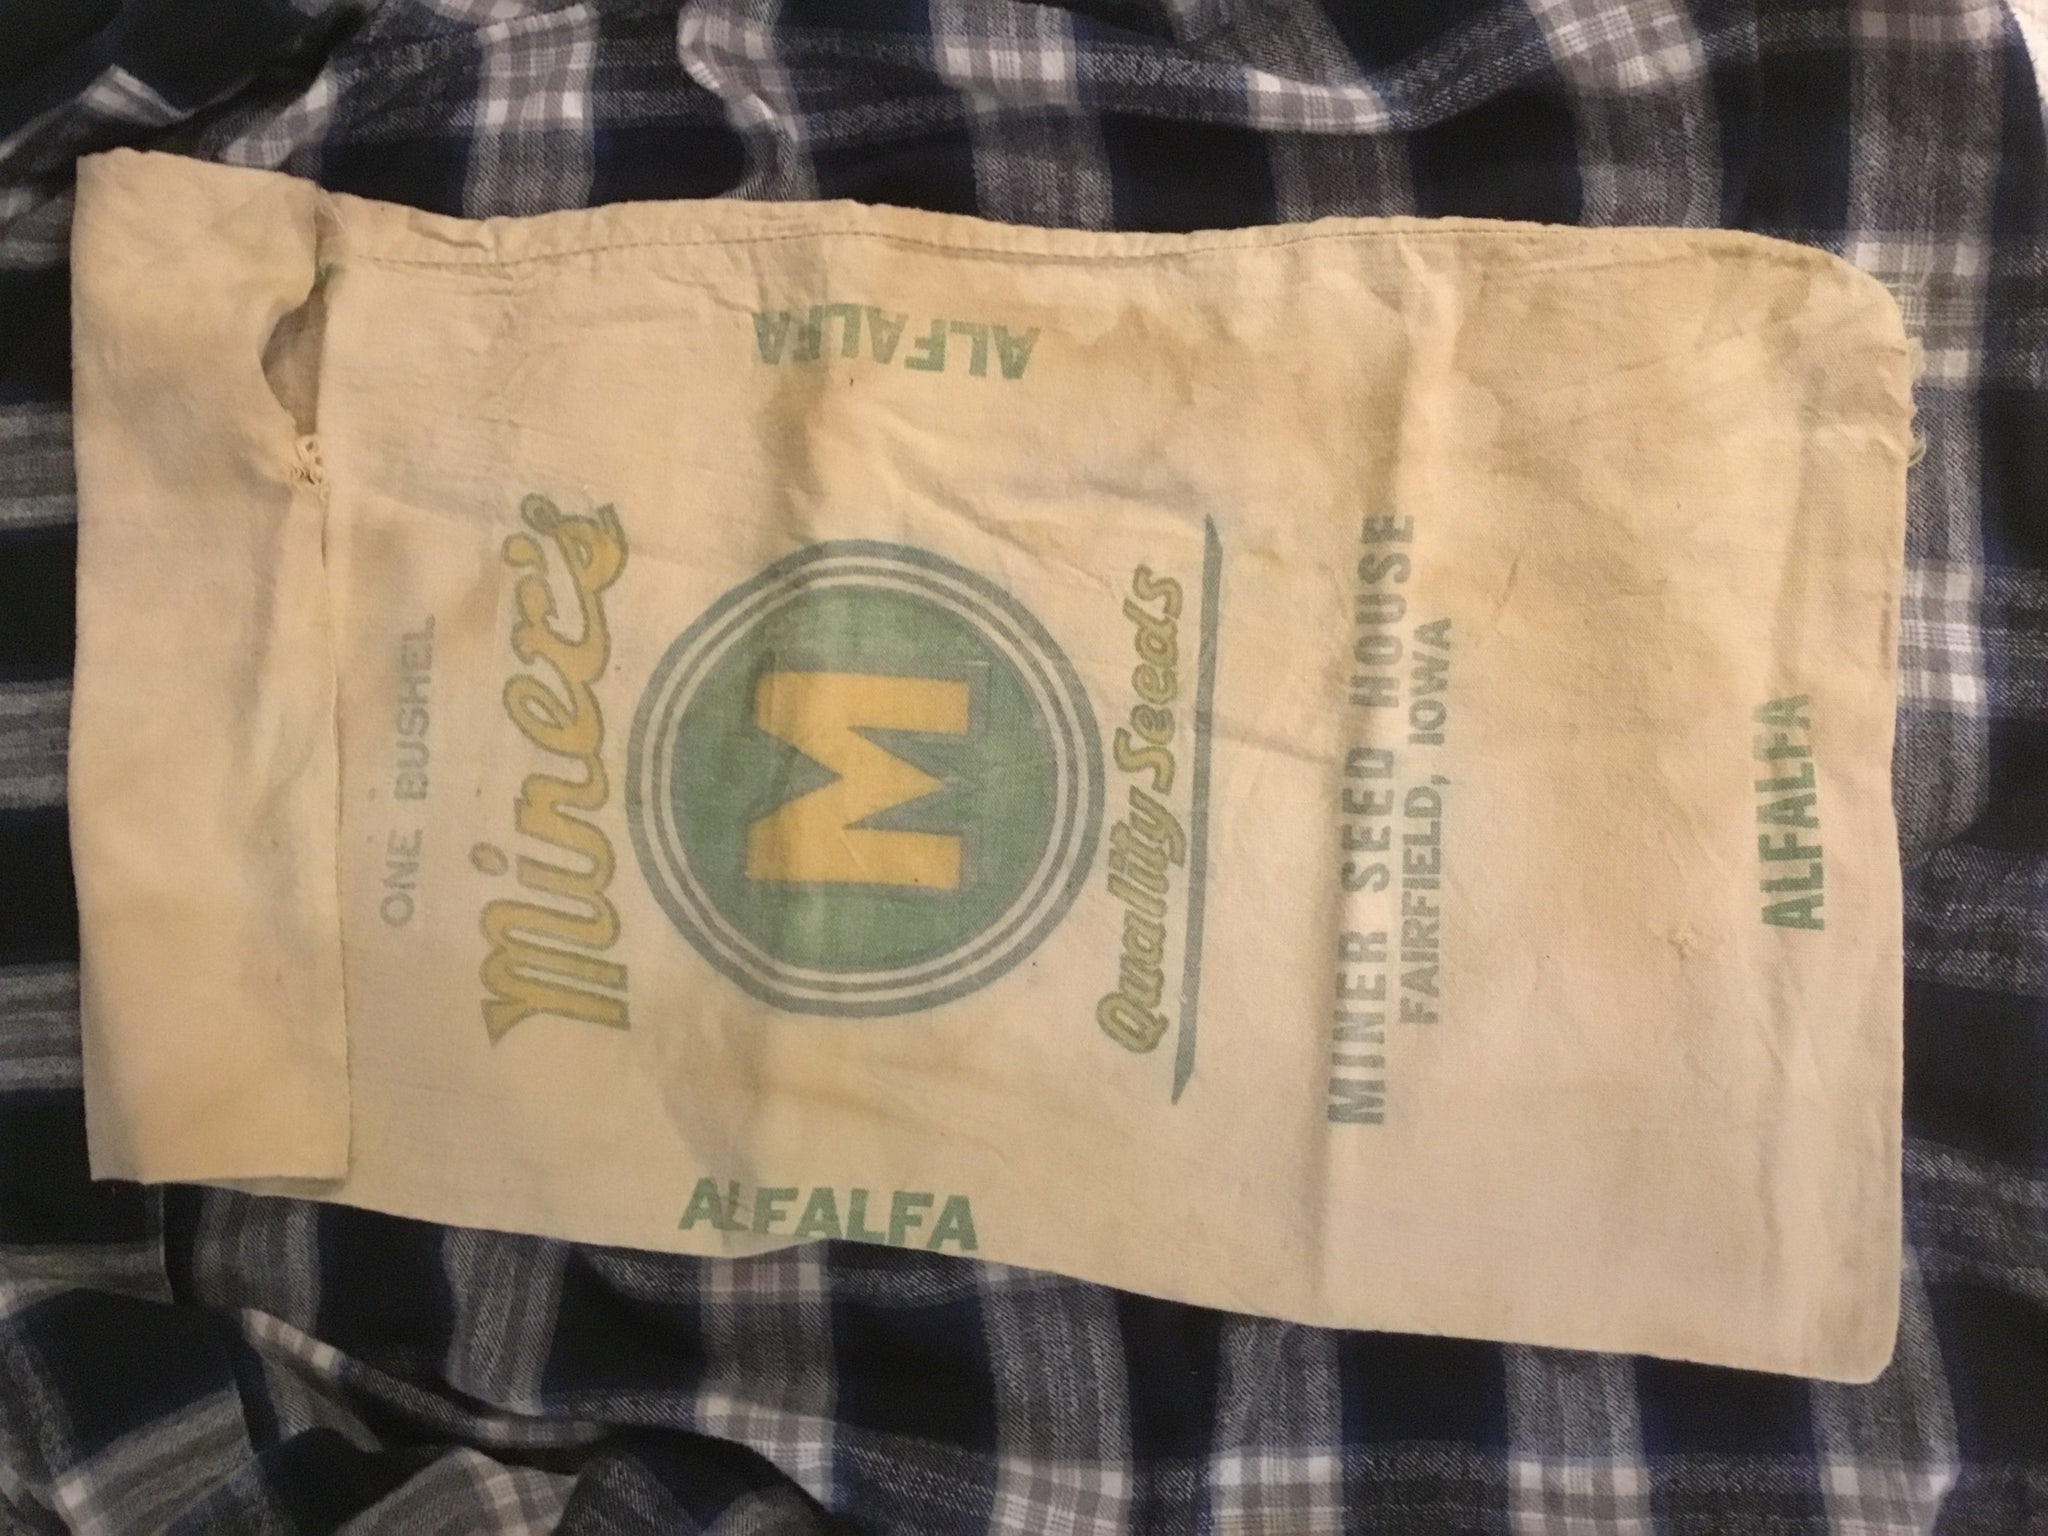 ONE BUSHEL
Miner's
ALFALFA
M
ALFALFA
Quality Seeds
MINER SEED HOUSE
FAIRFIELD, IOWA
ALFALFA